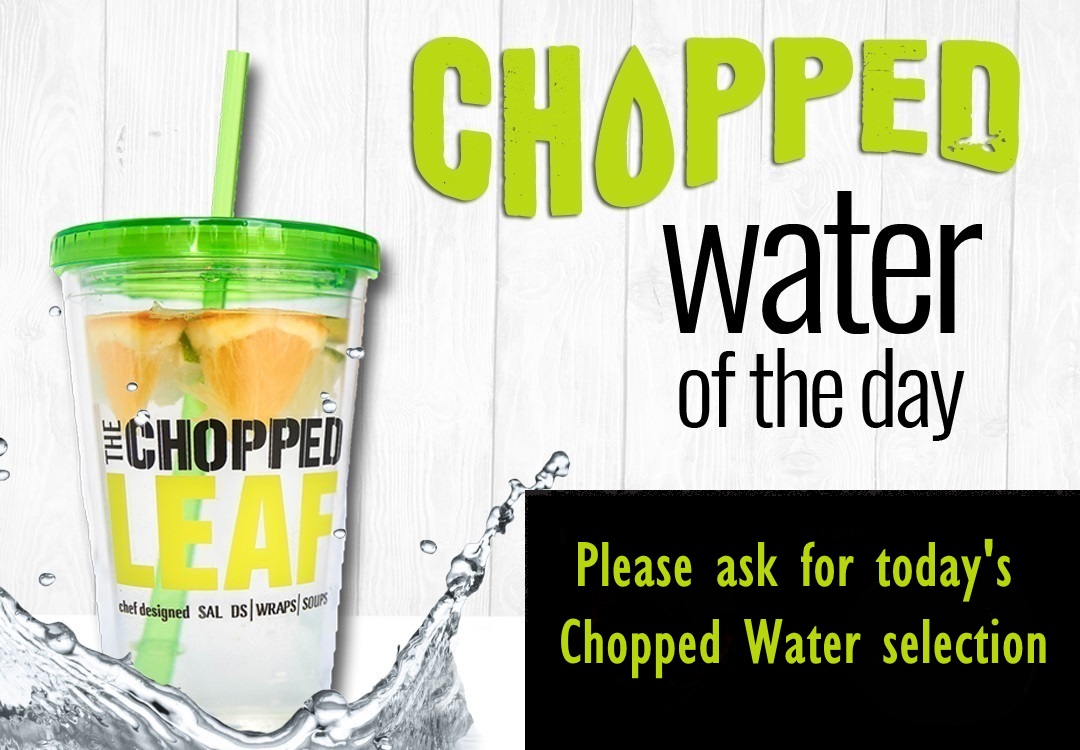 CHOPPED
water
of the day
THE CHOPPED
LEAF
chef designed SAL DS|WRAPS|SOUPS
Please ask for today's
Chopped Water selection